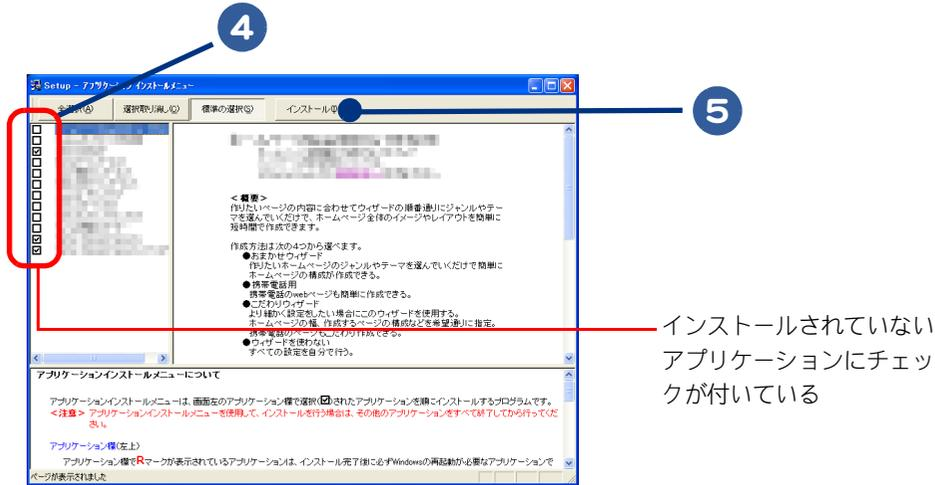 4
Setup - アプリケーションインストールメニュー
全選択(A) 選択取り消し(C) 標準の選択(S) インストール(I)
5
＜概要＞
作りたいページの内容に合わせてウィザードの順番通りにジャンルやテー
マを選んでいくだけで、ホームページ全体のイメージやレイアウトを簡単に
短時間で作成できます。
作成方法は次の4つから選べます。
●おまかせウィザード
作りたいホームページのジャンルやテーマを選んでいくだけで簡単に
ホームページの構成が作成できる。
●携帯電話用
携帯電話のwebページも簡単に作成できる。
●こだわりウィザード
より細かく設定をしたい場合にこのウィザードを使用する。
ホームページの幅、作成するページの構成などを希望通りに指定。
携帯電話のページもこだわり作成できる。
●ウィザードを使わない
すべての設定を自分で行う。
インストールされていない
アプリケーションにチェッ
クが付いている
アプリケーションインストールメニューについて
アプリケーションインストールメニューは、画面左のアプリケーション欄で選択(☑)されたアプリケーションを順にインストールするプログラムです。
＜注意＞ アプリケーションインストールメニューを使用して、インストールを行う場合は、その他のアプリケーションをすべて終了してから行ってくだ
さい。
アプリケーション欄(左上)
アプリケーション欄でRマークが表示されているアプリケーションは、インストール完了後に必ずWindowsの再起動が必要なアプリケーションで
ページが表示されました